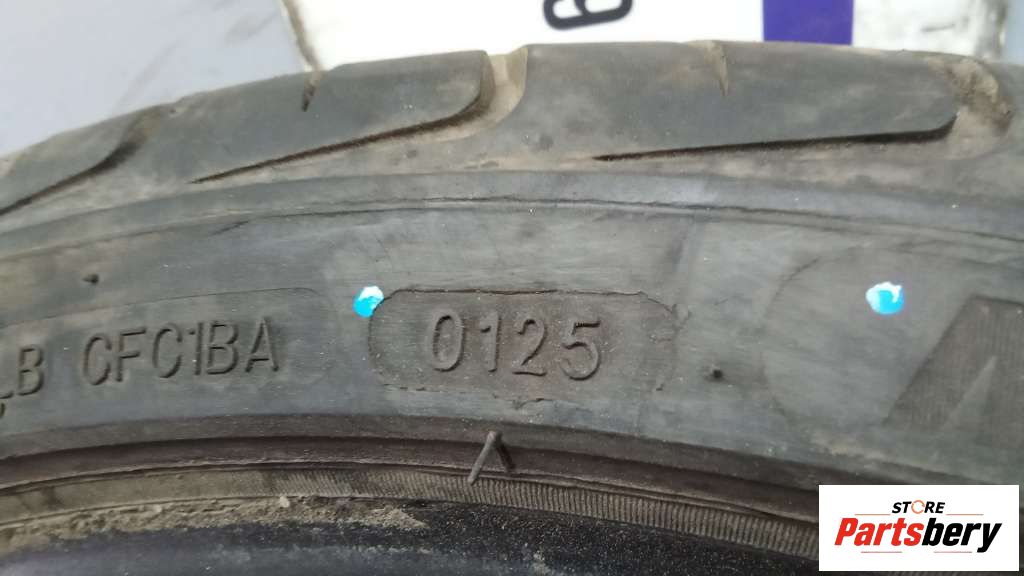 LB CFC1BA 0125
STORE
Partsbery